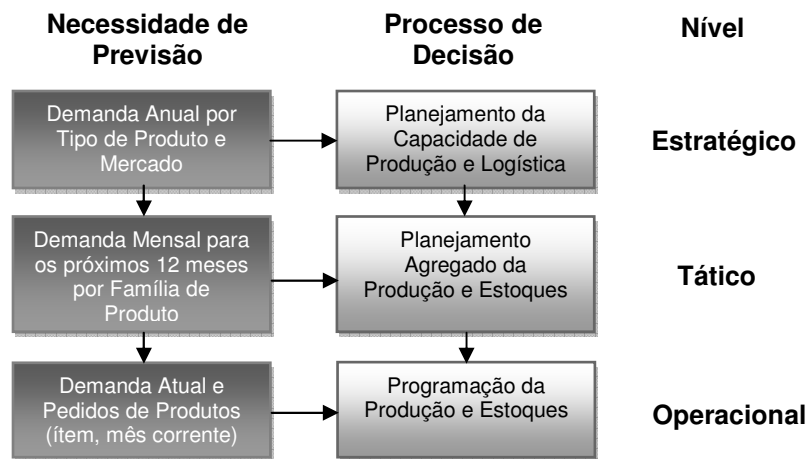 Necessidade de
Previsão
Processo de
Decisão
Nível
Demanda Anual por
Tipo de Produto e
Mercado
Planejamento da
Capacidade de
Produção e Logística
Estratégico
Demanda Mensal para
os próximos 12 meses
por Família de
Produto
Planejamento
Agregado da
Produção e Estoques
Tático
Demanda Atual e
Pedidos de Produtos
(ítem, mês corrente)
Programação da
Produção e Estoques
Operacional